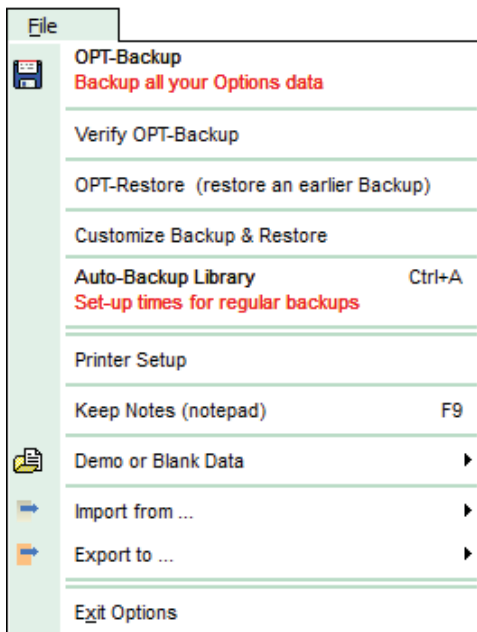 File
OPT-Backup
Backup all your Options data
Verify OPT-Backup
OPT-Restore (restore an earlier Backup)
Customize Backup & Restore
Auto-Backup Library Ctrl+A
Set-up times for regular backups
Printer Setup
Keep Notes (notepad) F9
Demo or Blank Data
Import from ...
Export to ...
Exit Options